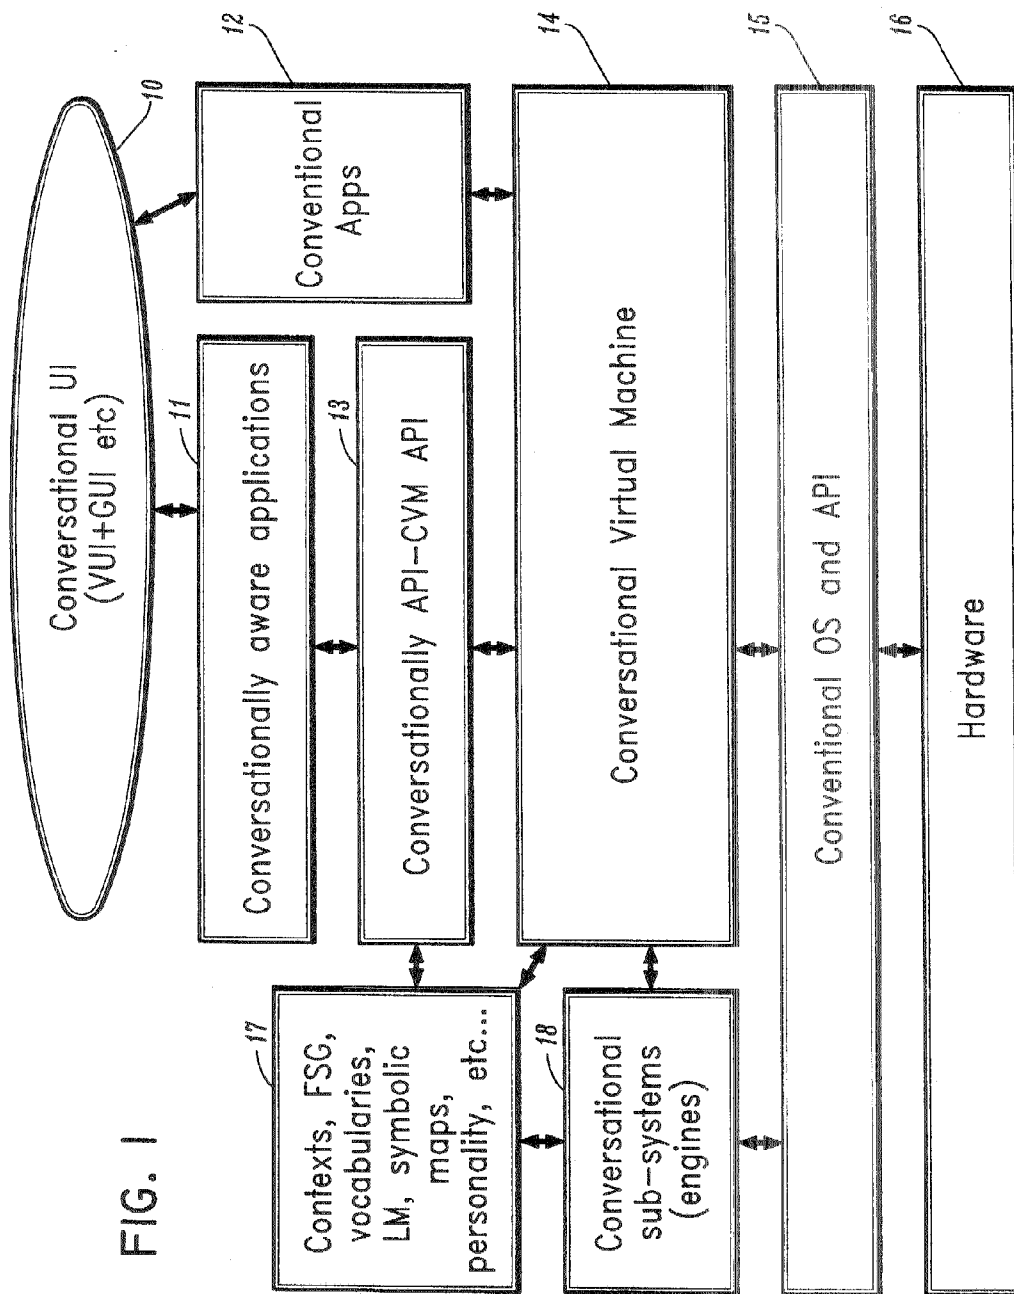 FIG. 1
Conversational UI
(VUI+GUI etc)
10
Conversationally aware applications
11
Conventional
Apps
12
Conversationally API-CVM API
13
Contexts, FSG,
vocabularies,
LM, symbolic
maps,
personality, etc...
17
Conversational Virtual Machine
14
Conversational
sub-systems
(engines)
18
Conventional OS and API
15
Hardware
16